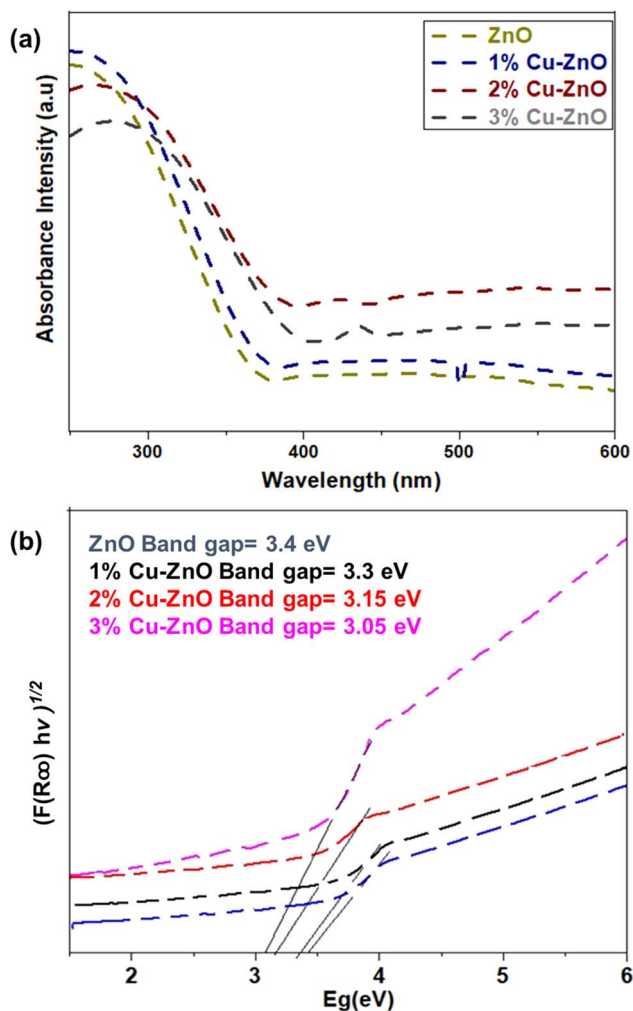 (a)
ZnO
1% Cu-ZnO
2% Cu-ZnO
3% Cu-ZnO
Absorbance Intensity (a.u)
300 400 500 600
Wavelength (nm)
(b)
ZnO Band gap= 3.4 eV
1% Cu-ZnO Band gap= 3.3 eV
2% Cu-ZnO Band gap= 3.15 eV
3% Cu-ZnO Band gap= 3.05 eV
(F(R∞) hν )1/2
2 3 4 5 6
Eg(eV)